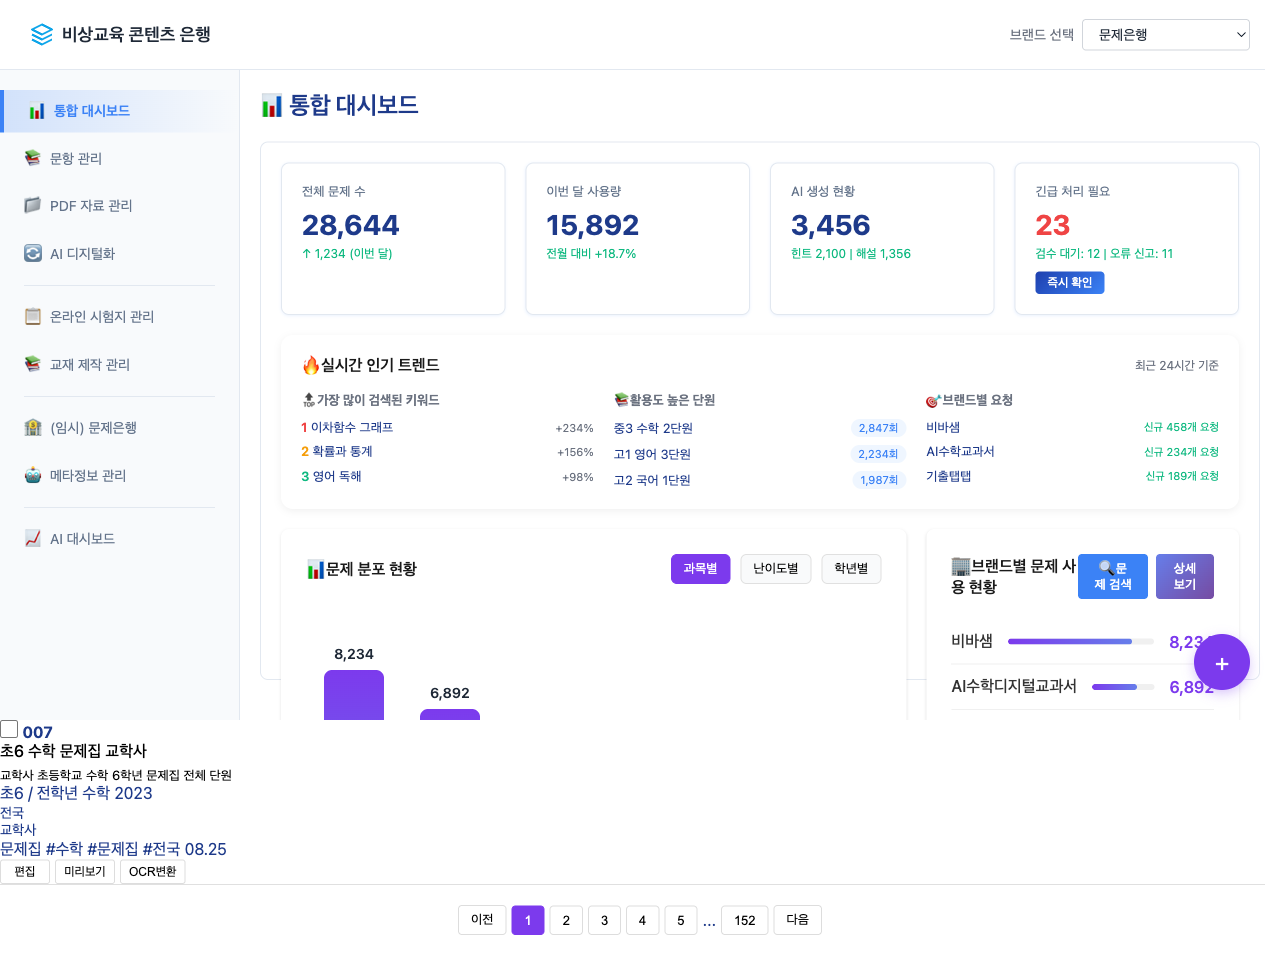 비상교육 콘텐츠 은행
브랜드 선택
문제은행
통합 대시보드
문항 관리
PDF 자료 관리
AI 디지털화
온라인 시험지 관리
교재 제작 관리
(임시) 문제은행
메타정보 관리
AI 대시보드
통합 대시보드
전체 문제 수
28,644
↑ 1,234 (이번 달)
이번 달 사용량
15,892
전월 대비 +18.7%
AI 생성 현황
3,456
힌트 2,100 | 해설 1,356
긴급 처리 필요
23
검수 대기: 12 | 오류 신고: 11
즉시 확인
실시간 인기 트렌드
최근 24시간 기준
가장 많이 검색된 키워드
1 이차함수 그래프 +234%
2 확률과 통계 +156%
3 영어 독해 +98%
활용도 높은 단원
중3 수학 2단원 2,847회
고1 영어 3단원 2,234회
고2 국어 1단원 1,987회
브랜드별 요청
비바샘 신규 458개 요청
AI수학교과서 신규 234개 요청
기출탭탭 신규 189개 요청
문제 분포 현황
과목별 난이도별 학년별
8,234
6,892
브랜드별 문제 사
용 현황
문
제 검색
상세
보기
비바샘 8,234
AI수학디지털교과서 6,892
+
007
초6 수학 문제집 교학사
교학사 초등학교 수학 6학년 문제집 전체 단원
초6 / 전학년 수학 2023
전국
교학사
문제집 #수학 #문제집 #전국 08.25
편집 미리보기 OCR변환
이전 1 2 3 4 5 ... 152 다음